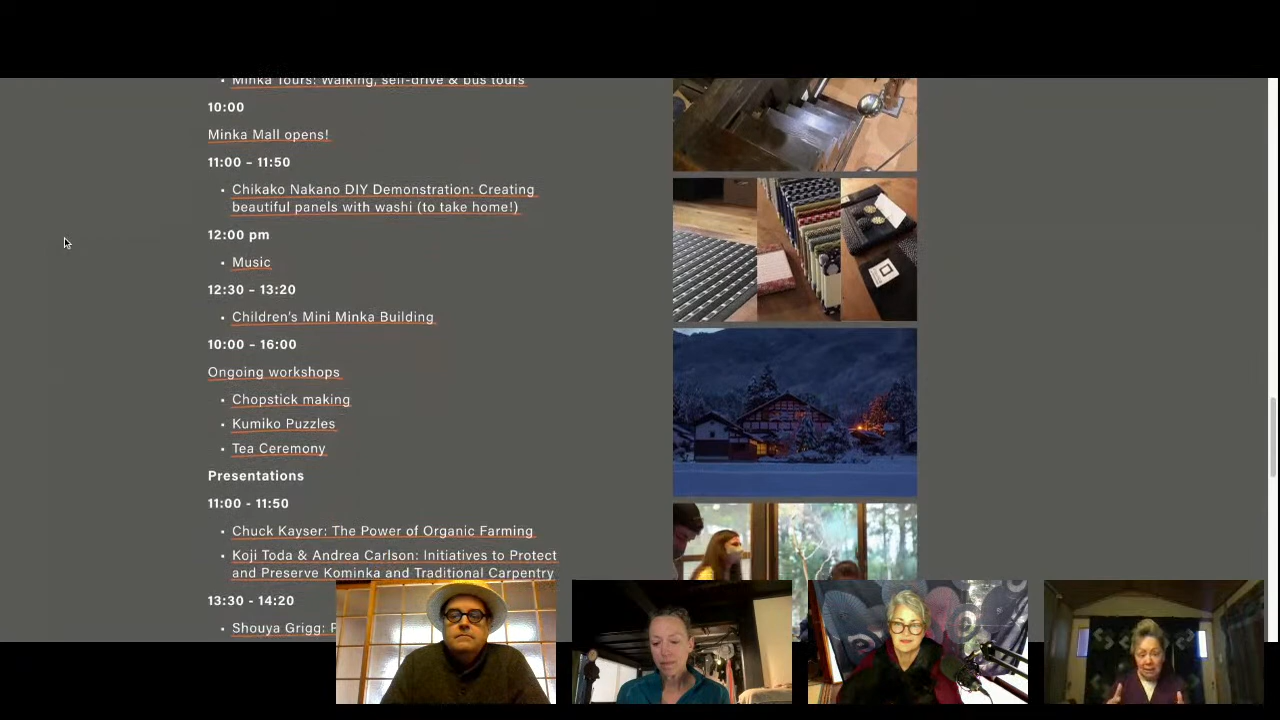 Minka Tours: Walking, self-drive & bus tours
10:00
Minka Mall opens!
11:00 – 11:50
Chikako Nakano DIY Demonstration: Creating
beautiful panels with washi (to take home!)
12:00 pm
Music
12:30 – 13:20
Children's Mini Minka Building
10:00 – 16:00
Ongoing workshops
Chopstick making
Kumiko Puzzles
Tea Ceremony
Presentations
11:00 - 11:50
Chuck Kayser: The Power of Organic Farming
Koji Toda & Andrea Carlson: Initiatives to Protect
and Preserve Kominka and Traditional Carpentry
13:30 - 14:20
Shouya Grigg: